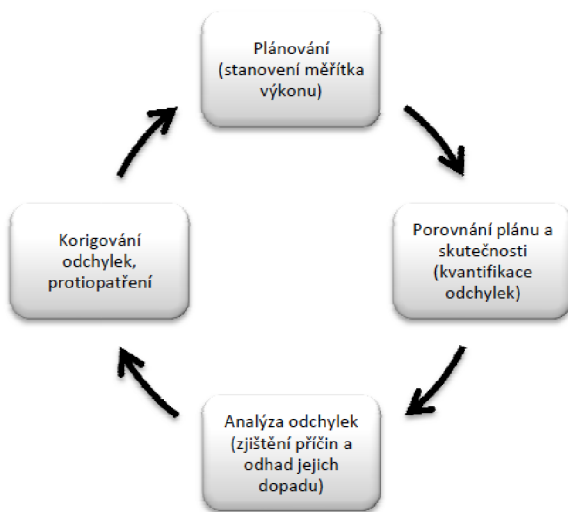 Plánování
(stanovení měřítka
výkonu)
Porovnání plánu a
skutečnosti
(kvantifikace
odchylek)
Analýza odchylek
(zjištění příčin a
odhad jejich
dopadu)
Korigování
odchylek,
protiopatření